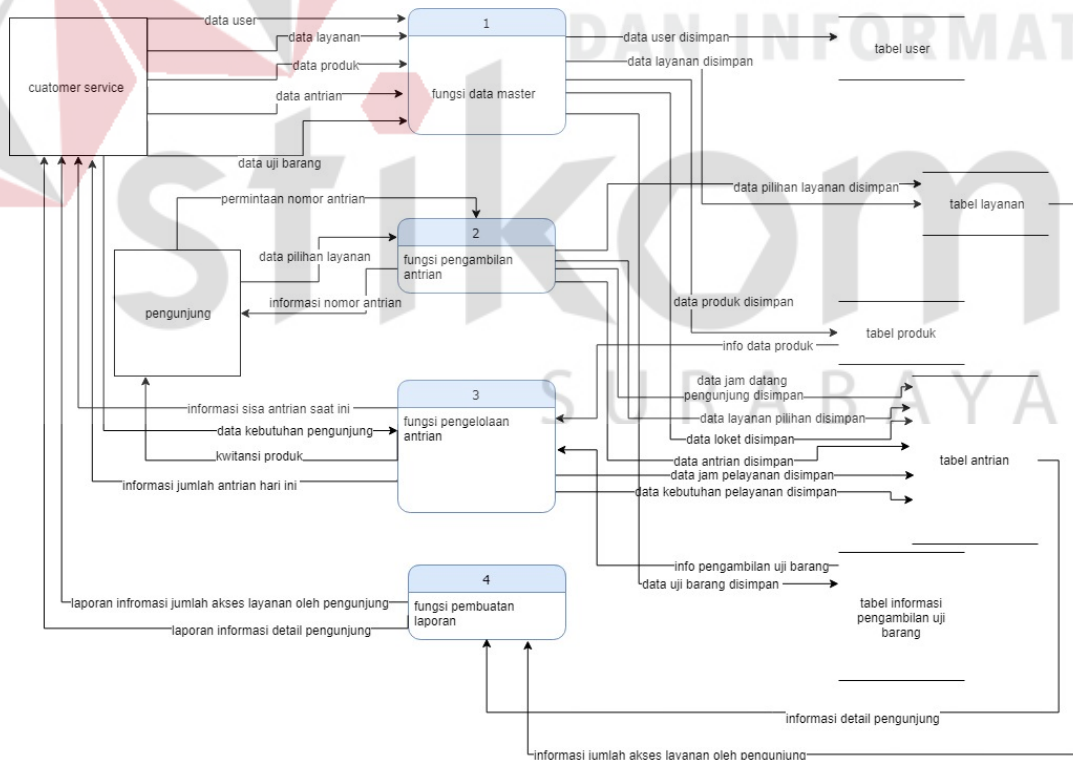 DAN INFORMAT
stikom
SURABAYA
cuatomer service
data user
data layanan
data produk
data antrian
data uji barang
1
fungsi data master
data user disimpan
data layanan disimpan
tabel user
permintaan nomor antrian
data pilihan layanan
informasi nomor antrian
pengunjung
2
fungsi pengambilan
antrian
data pilihan layanan disimpan
tabel layanan
data produk disimpan
info data produk
tabel produk
3
fungsi pengelolaan
antrian
informasi sisa antrian saat ini
data kebutuhan pengunjung
kwitansi produk
informasi jumlah antrian hari ini
data jam datang
pengunjung disimpan
data layanan pilihan disimpan
data loket disimpan
data antrian disimpan
data jam pelayanan disimpan
data kebutuhan pelayanan disimpan
tabel antrian
info pengambilan uji barang
data uji barang disimpan
tabel informasi
pengambilan uji
barang
4
fungsi pembuatan
laporan
laporan infromasi jumlah akses layanan oleh pengunjung
laporan informasi detail pengunjung
informasi detail pengunjung
informasi jumlah akses layanan oleh pengunjung